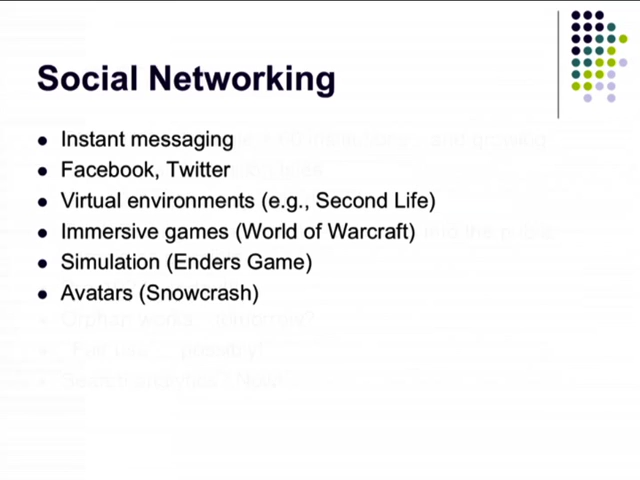 Social Networking
• Instant messaging
• Facebook, Twitter
• Virtual environments (e.g., Second Life)
• Immersive games (World of Warcraft)
• Simulation (Enders Game)
• Avatars (Snowcrash)